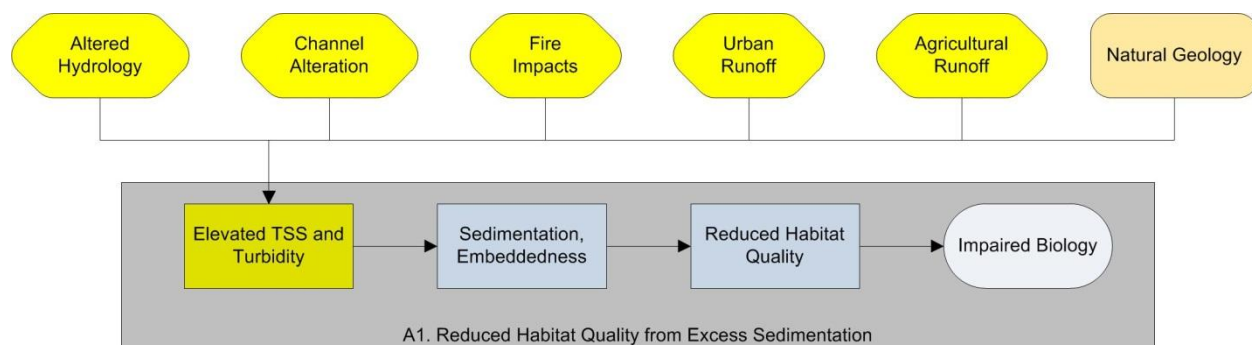 Altered
Hydrology
Channel
Alteration
Fire
Impacts
Urban
Runoff
Agricultural
Runoff
Natural Geology
Elevated TSS and
Turbidity
Sedimentation,
Embeddedness
Reduced Habitat
Quality
Impaired Biology
A1. Reduced Habitat Quality from Excess Sedimentation